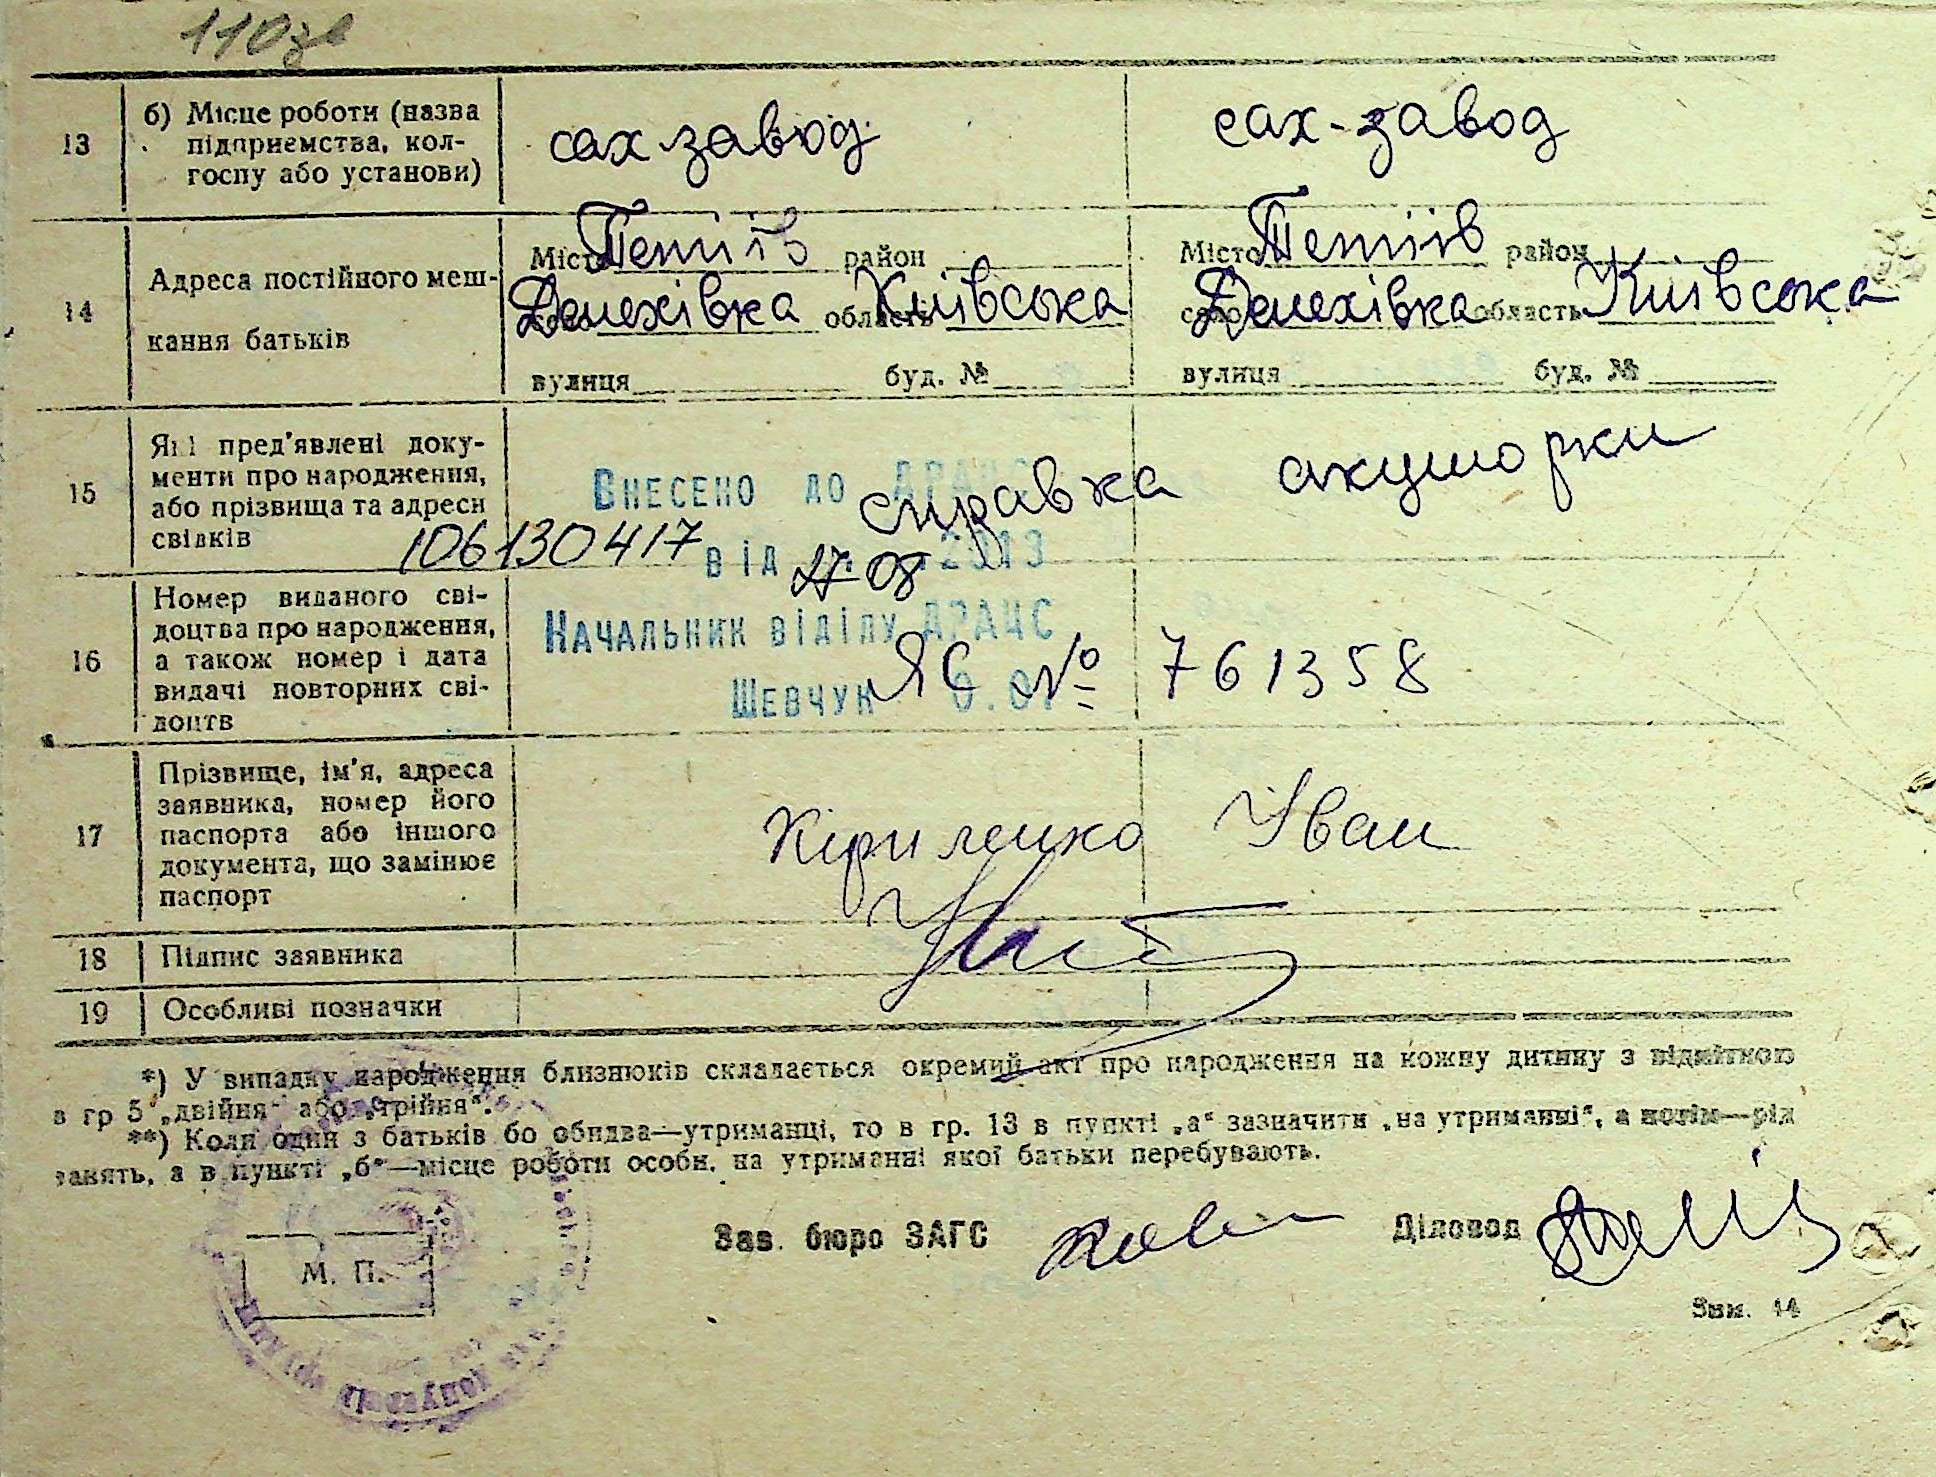 110зв
13
б) Місце роботи (назва
підприємства, кол-
госпу або установи)
сах завод
сах-завод
14
Адреса постійного меш-
кання батьків
Місто Тетіїв район
село Денехівка область Київська
вулиця буд. №
Місто Тетіїв район
село Денехівка область Київська
вулиця буд. №
15
Які пред'явлені доку-
менти про народження,
або прізвища та адреси
свідків
справка акушорки
Внесено до ДРАЦС
106130417
від 27 08 2013
Начальник відділу ДРАЦС
Шевчук О.О.
16
Номер виданого сві-
доцтва про народження,
а також номер і дата
видачі повторних сві-
доцтв
ЯС № 761358
17
Прізвище, ім'я, адреса
заявника, номер його
паспорта або іншого
документа, що замінює
паспорт
Кіриленко Іван
18
Підпис заявника
19
Особливі позначки
*) У випадку народження близнюків складається окремий акт про народження на кожну дитину з відміткою
в гр 5 „двійня“ або „трійня“.
**) Коли один з батьків бо обидва—утриманці, то в гр. 13 в пункті „а“ зазначити „на утриманні“, а потім—рід
занять, а в пункті „б“—місце роботи особи, на утриманні якої батьки перебувають.
М. П.
Зав. бюро ЗАГС
Діловод
Зам. 14